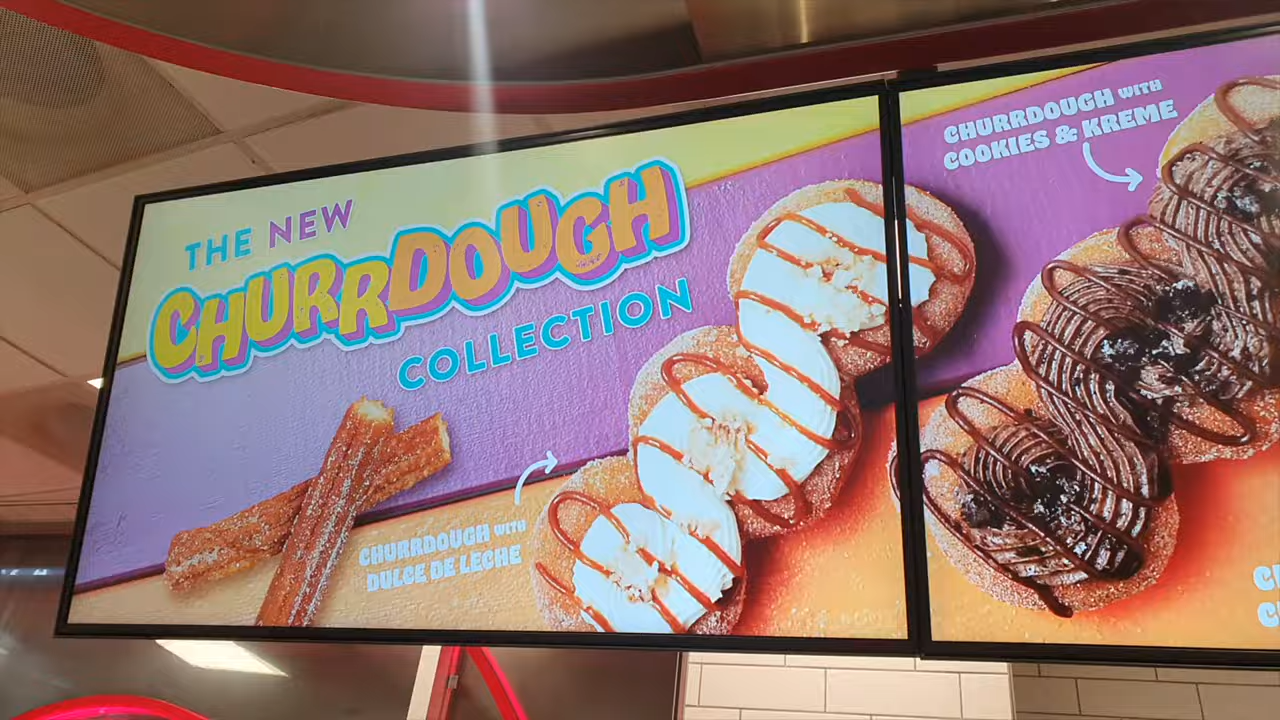 THE NEW
CHURRDOUGH
COLLECTION
CHURRDOUGH WITH
DULCE DE LECHE
CHURRDOUGH WITH
COOKIES & KREME